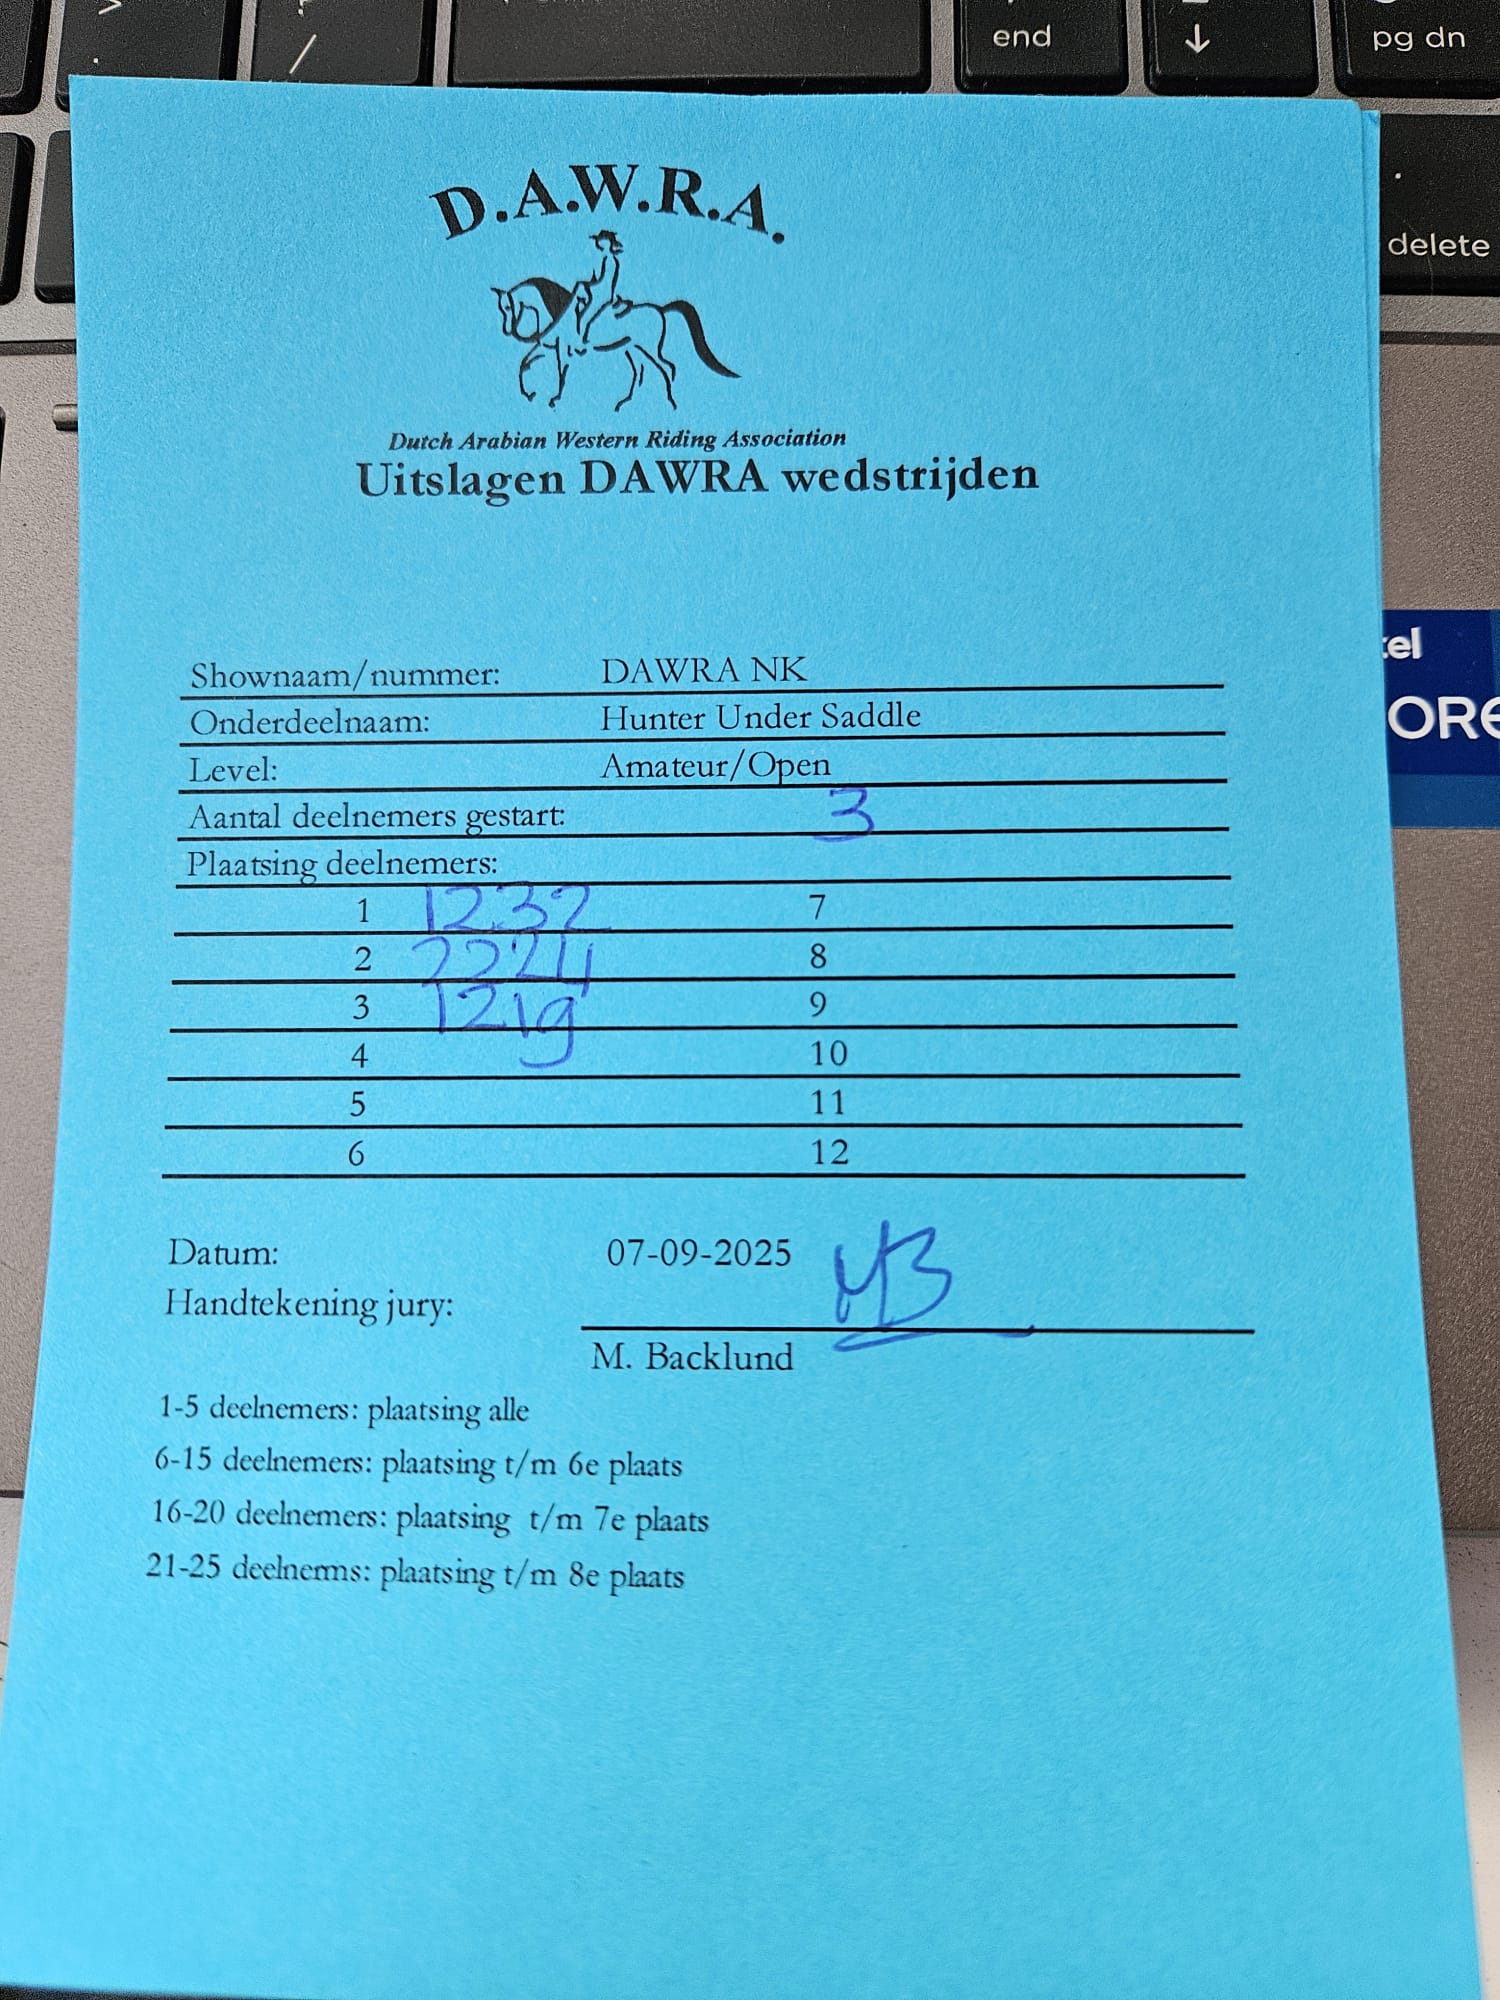 >
.
?
/
end
↓
pg dn
.
delete
D.A.W.R.A.
Dutch Arabian Western Riding Association
Uitslagen DAWRA wedstrijden
Shownaam/nummer: DAWRA NK
Onderdeelnaam: Hunter Under Saddle
Level: Amateur/Open
Aantal deelnemers gestart: 3
Plaatsing deelnemers:
1 1232 7
2 2224 8
3 1219 9
4 10
5 11
6 12
Datum: 07-09-2025
Handtekening jury: MB
M. Backlund
1-5 deelnemers: plaatsing alle
6-15 deelnemers: plaatsing t/m 6e plaats
16-20 deelnemers: plaatsing t/m 7e plaats
21-25 deelnerms: plaatsing t/m 8e plaats
tel
ORe